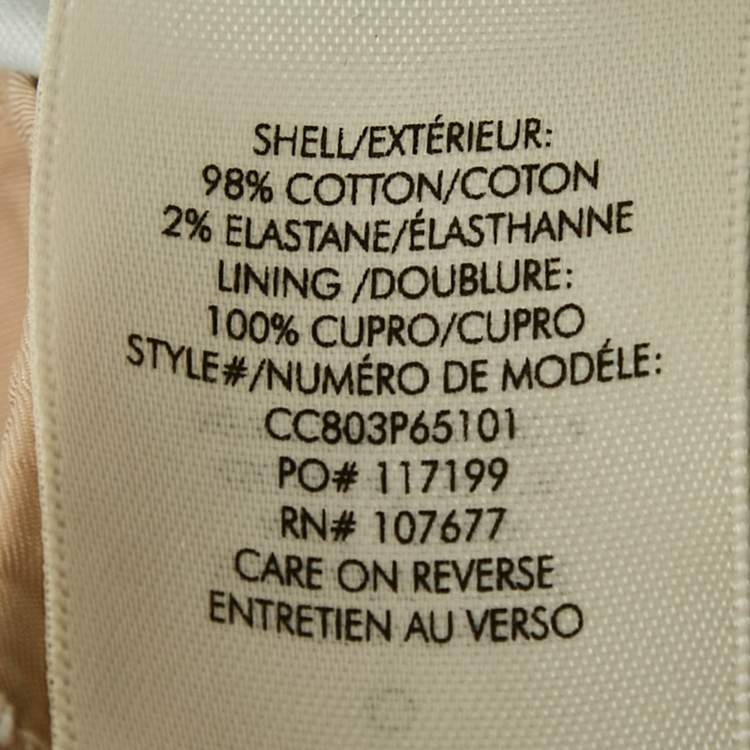 SHELL/EXTÉRIEUR:
98% COTTON/COTON
2% ELASTANE/ÉLASTHANNE
LINING /DOUBLURE:
100% CUPRO/CUPRO
STYLE#/NUMÉRO DE MODÉLE:
CC803P65101
PO# 117199
RN# 107677
CARE ON REVERSE
ENTRETIEN AU VERSO